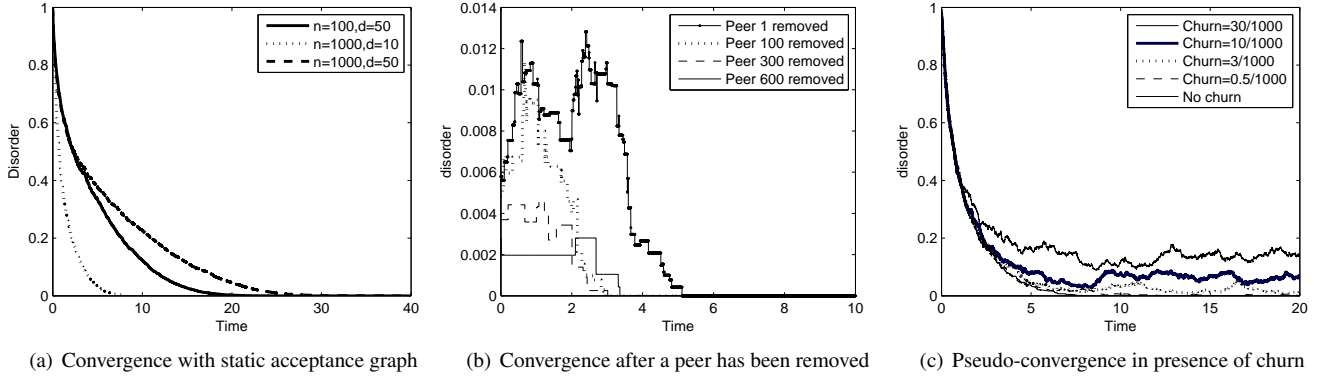 1
0.8
0.6
0.4
0.2
0
Disorder
0
10
20
30
40
Time
n=100,d=50
n=1000,d=10
n=1000,d=50
(a) Convergence with static acceptance graph
0.014
0.012
0.01
0.008
0.006
0.004
0.002
0
disorder
0
2
4
6
8
10
Time
Peer 1 removed
Peer 100 removed
Peer 300 removed
Peer 600 removed
(b) Convergence after a peer has been removed
1
0.8
0.6
0.4
0.2
0
disorder
0
5
10
15
20
Time
Churn=30/1000
Churn=10/1000
Churn=3/1000
Churn=0.5/1000
No churn
(c) Pseudo-convergence in presence of churn